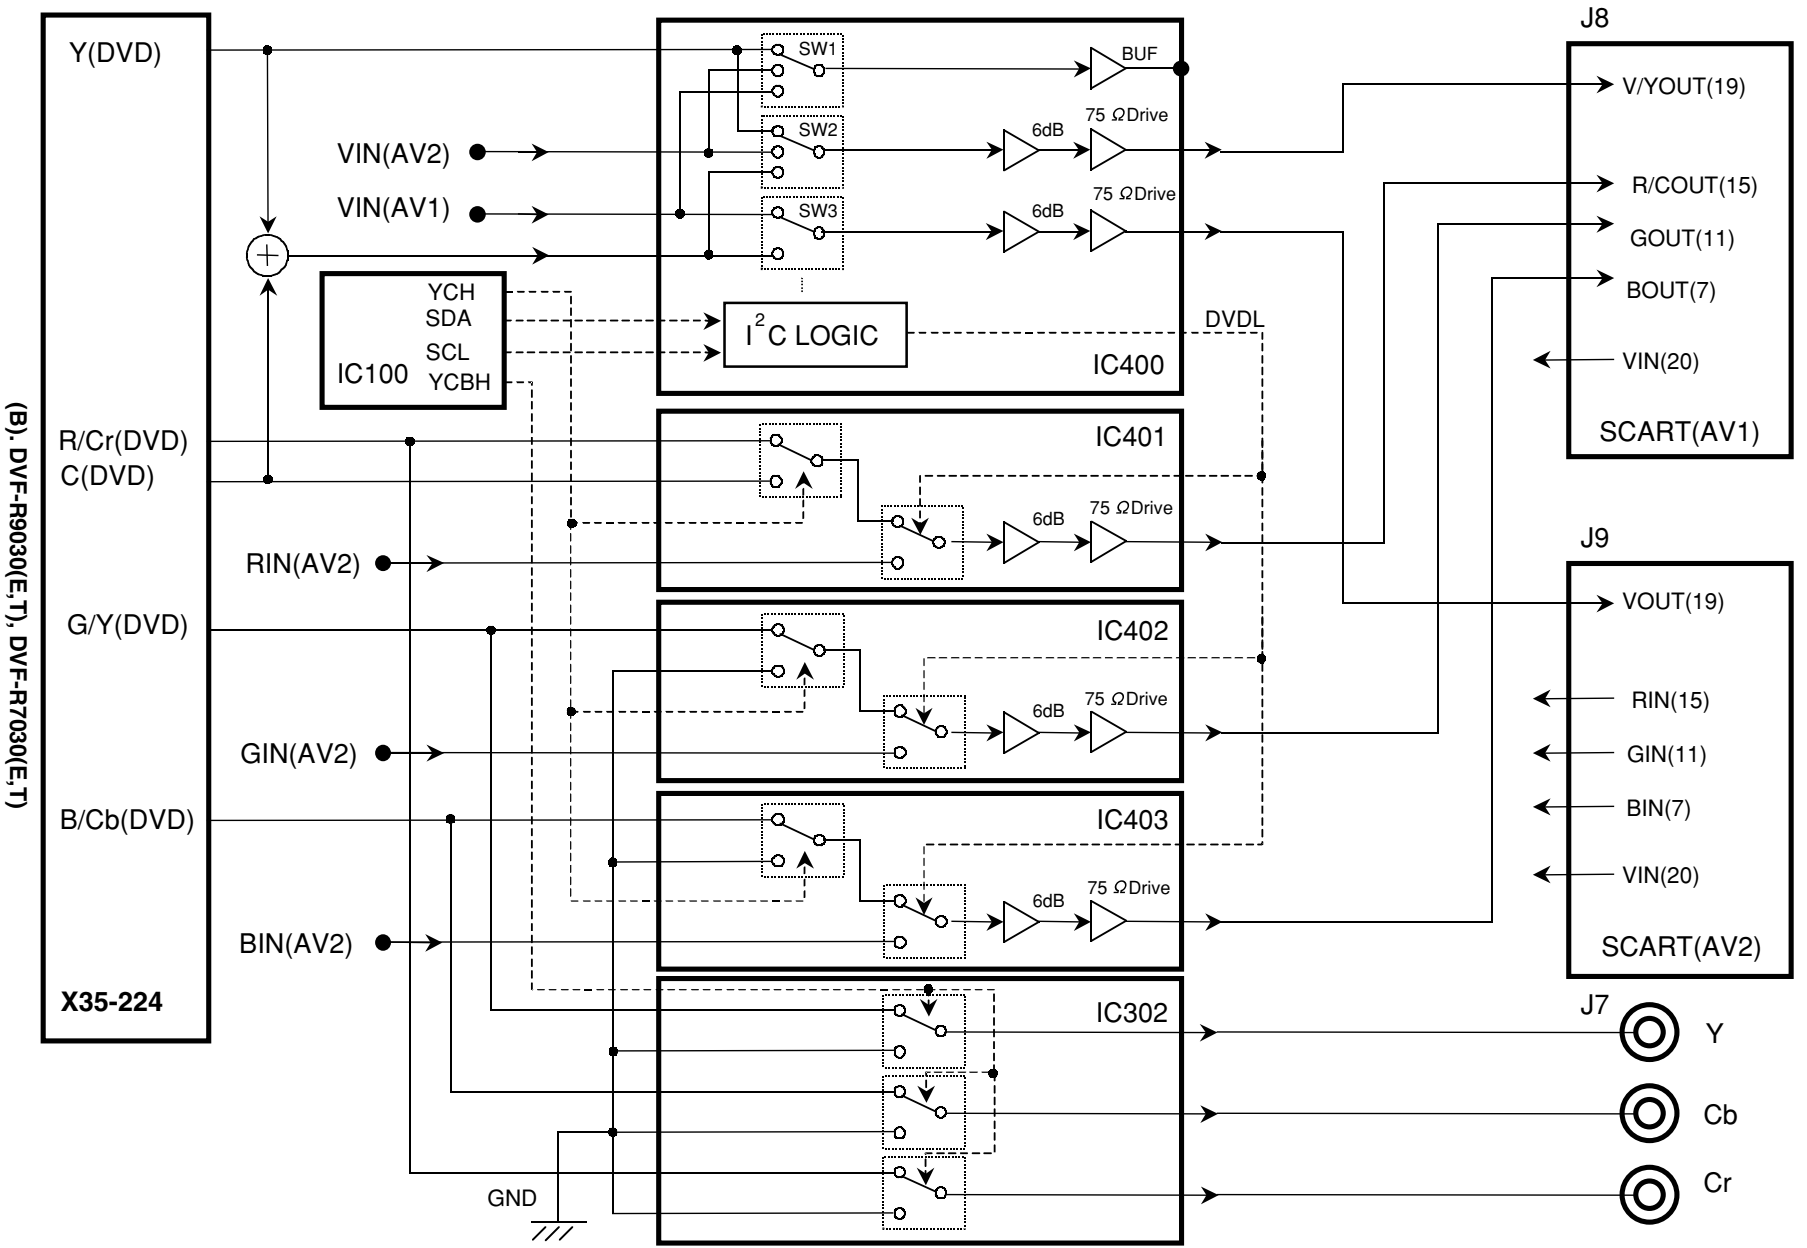 (B). DVF-R9030(E,T), DVF-R7030(E,T)
Y(DVD)
R/Cr(DVD)
C(DVD)
G/Y(DVD)
B/Cb(DVD)
X35-224
VIN(AV2)
VIN(AV1)
YCH
SDA
SCL
YCBH
IC100
RIN(AV2)
GIN(AV2)
BIN(AV2)
GND
SW1
BUF
SW2
6dB
75 ΩDrive
SW3
6dB
75 ΩDrive
I²C LOGIC
DVDL
IC400
IC401
6dB
75 ΩDrive
IC402
6dB
75 ΩDrive
IC403
6dB
75 ΩDrive
IC302
J8
V/YOUT(19)
R/COUT(15)
GOUT(11)
BOUT(7)
VIN(20)
SCART(AV1)
J9
VOUT(19)
RIN(15)
GIN(11)
BIN(7)
VIN(20)
SCART(AV2)
J7
Y
Cb
Cr